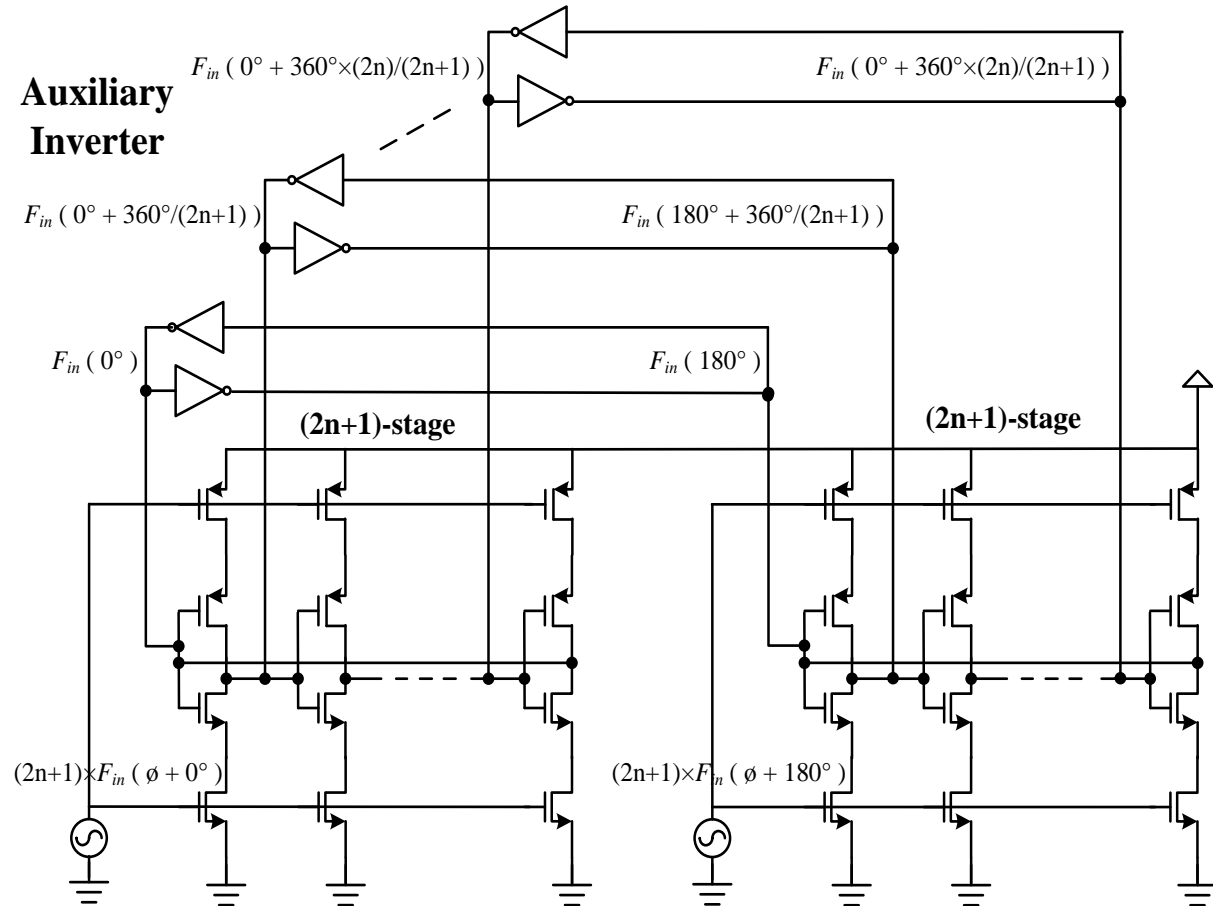 F_in ( 0° + 360°×(2n)/(2n+1) )
F_in ( 0° + 360°×(2n)/(2n+1) )
Auxiliary
Inverter
F_in ( 0° + 360°/(2n+1) )
F_in ( 180° + 360°/(2n+1) )
F_in ( 0° )
F_in ( 180° )
(2n+1)-stage
(2n+1)-stage
(2n+1)×F_in ( ø + 0° )
(2n+1)×F_in ( ø + 180° )